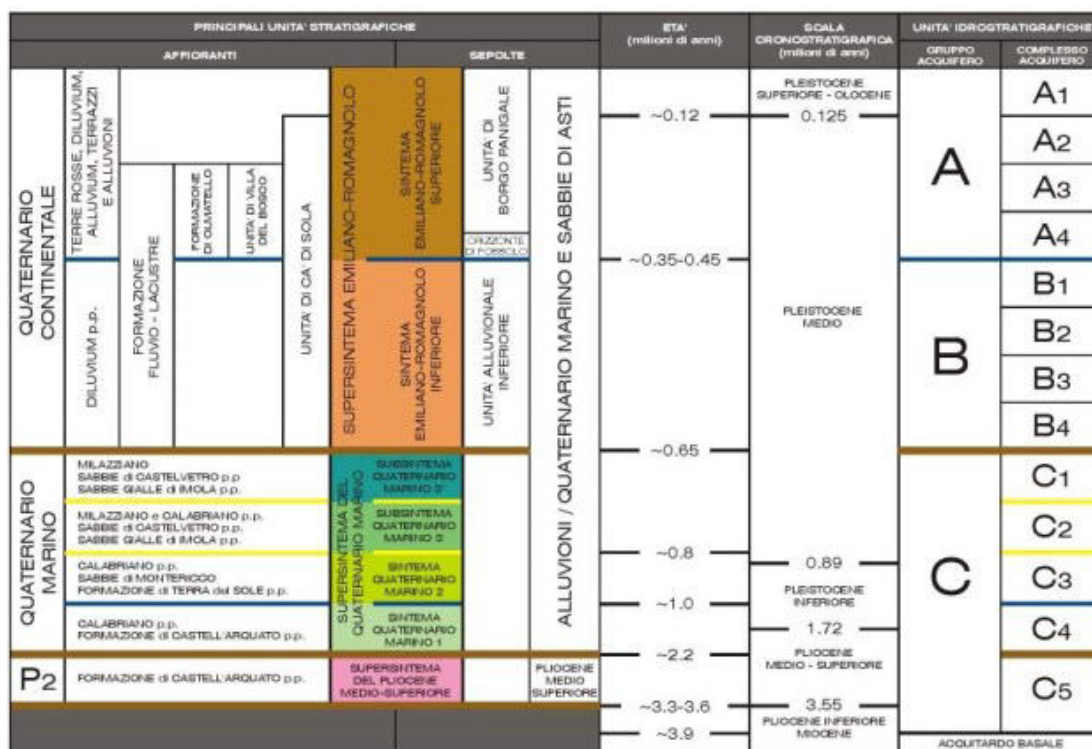 PRINCIPALI UNITA' STRATIGRAFICHE
AFFIORANTI
SEPOLTE
ETA'
(milioni di anni)
SCALA
CRONOSTRATIGRAFICA
(milioni di anni)
UNITA' IDROSTRATIGRAFICHE
GRUPPO
ACQUIFERO
COMPLESSO
ACQUIFERO
QUATERNARIO
CONTINENTALE
TERRE ROSSE, DILUVIUM,
ALLUVIUM, TERRAZZI
E ALLUVIONI
DILUVIUM p.p.
FORMAZIONE
FLUVIO - LACUSTRE
FORMAZIONE
DI OLMATELLO
UNITA' DI VILLA
DEL BOSCO
UNITA' DI CA' DI SOLA
SUPERSINTEMA EMILIANO-ROMAGNOLO
SINTEMA
EMILIANO-ROMAGNOLO
SUPERIORE
SINTEMA
EMILIANO-ROMAGNOLO
INFERIORE
UNITA' DI
BORGO PANIGALE
ORIZZONTE
DI FOSSOLO
UNITA' ALLUVIONALE
INFERIORE
ALLUVIONI / QUATERNARIO MARINO E SABBIE DI ASTI
~0.12
~0.35-0.45
~0.65
~0.8
~1.0
~2.2
~3.3-3.6
~3.9
PLEISTOCENE
SUPERIORE - OLOCENE
0.125
PLEISTOCENE
MEDIO
0.89
PLEISTOCENE
INFERIORE
1.72
PLIOCENE
MEDIO - SUPERIORE
3.55
PLIOCENE INFERIORE
MIOCENE
A
A1
A2
A3
A4
B
B1
B2
B3
B4
C
C1
C2
C3
C4
C5
ACQUITARDO BASALE
QUATERNARIO
MARINO
MILAZZIANO
SABBIE di CASTELVETRO p.p
SABBIE GIALLE di IMOLA p.p.
MILAZZIANO e CALABRIANO p.p.
SABBIE di CASTELVETRO p.p.
SABBIE GIALLE di IMOLA p.p.
CALABRIANO p.p.
SABBIE di MONTERICCO
FORMAZIONE di TERRA del SOLE p.p.
CALABRIANO p.p.
FORMAZIONE di CASTELL'ARQUATO p.p.
SUPERSINTEMA DEL
QUATERNARIO MARINO
SUBSINTEMA
QUATERNARIO
MARINO 3'
SUBSINTEMA
QUATERNARIO
MARINO 3
SINTEMA
QUATERNARIO
MARINO 2
SINTEMA
QUATERNARIO
MARINO 1
P2
FORMAZIONE di CASTELL'ARQUATO p.p.
SUPERSINTEMA
DEL PLIOCENE
MEDIO-SUPERIORE
PLIOCENE
MEDIO
SUPERIORE